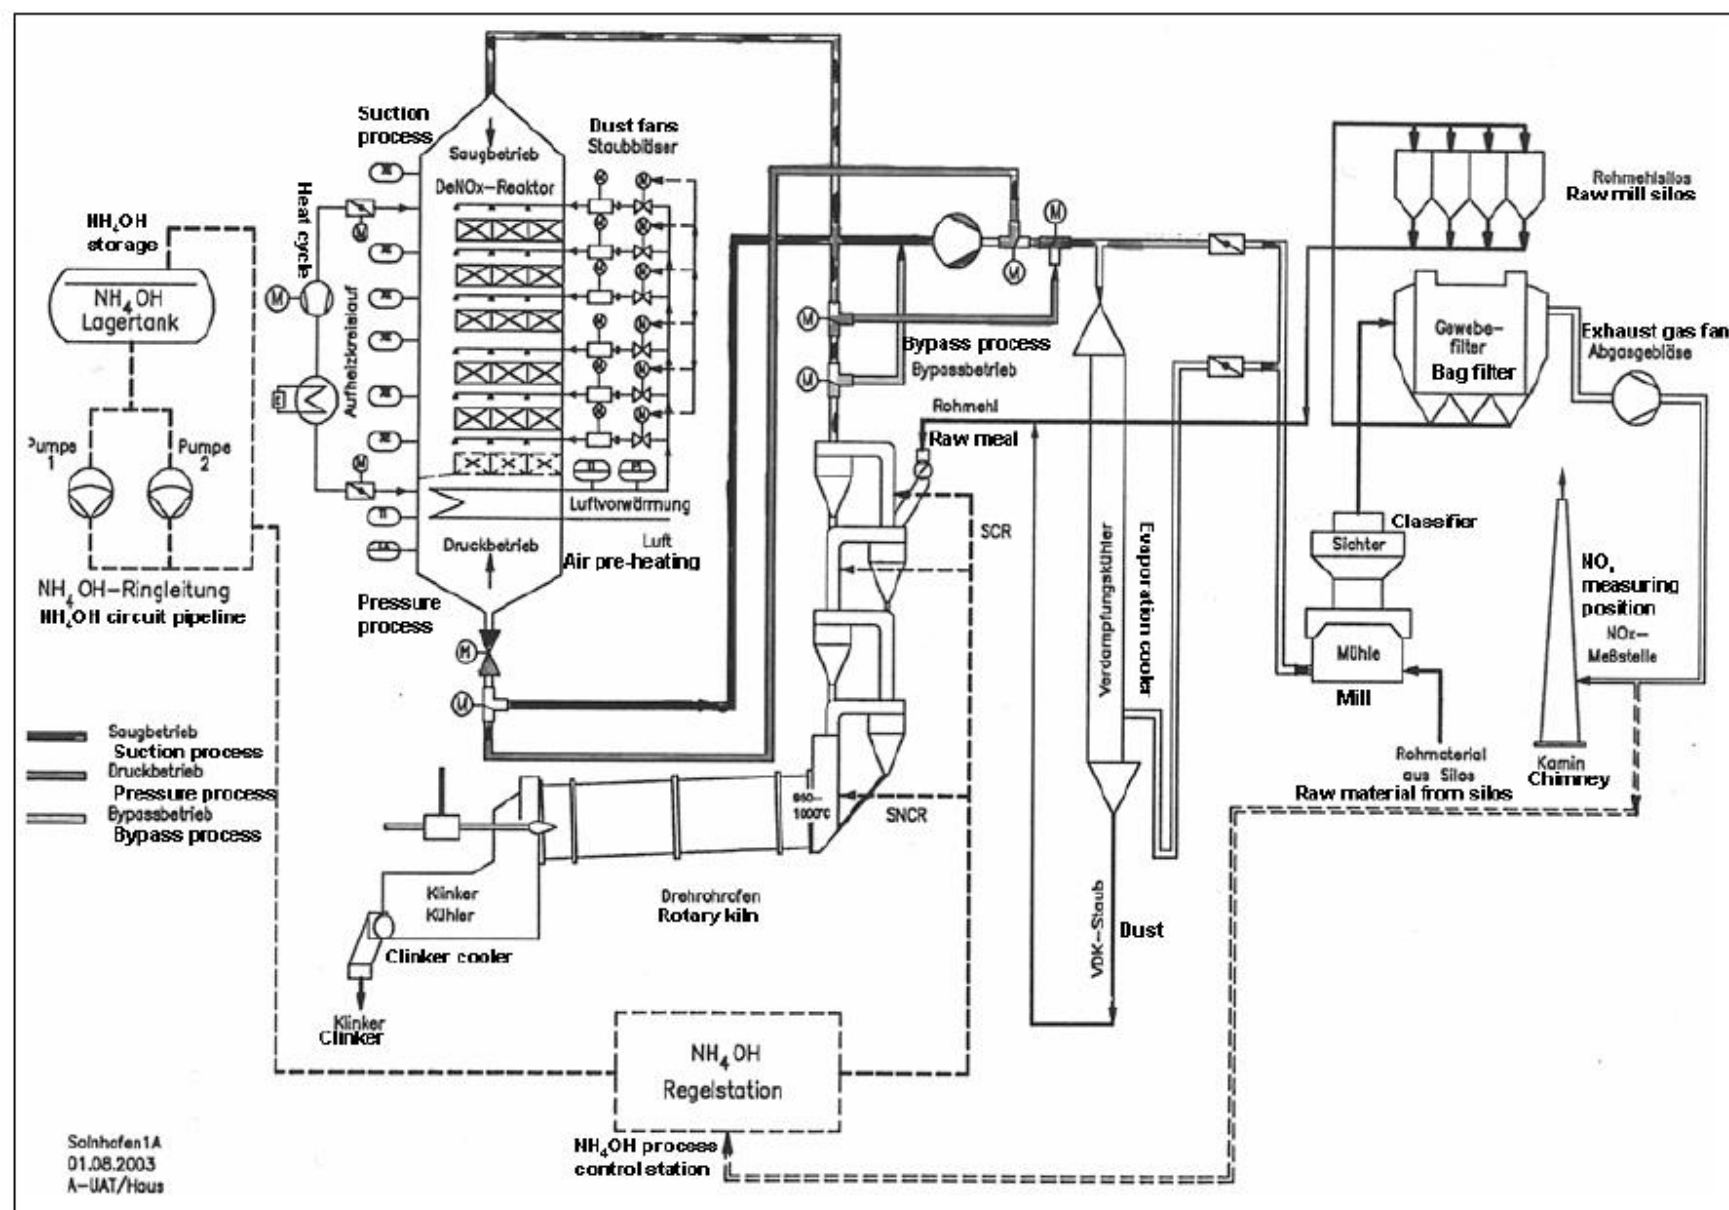 Suction
process
Saugbetrieb
DeNOx-Reaktor
Dust fans
Staubbläser
Heat cycle
Aufheizkreislauf
NH₄OH
storage
NH₄OH
Lagertank
M
Pumpe
1
Pumpe
2
NH₄OH-Ringleitung
NH₄OH circuit pipeline
Luftvorwärmung
Luft
Air pre-heating
Druckbetrieb
Pressure
process
Saugbetrieb
Suction process
Druckbetrieb
Pressure process
Bypassbetrieb
Bypass process
Bypass process
Bypassbetrieb
Rohmehl
Raw meal
SCR
SNCR
950–
1000°C
Verdampfungskühler
Evaporation cooler
VDK-Staub
Dust
Rohmehlsilos
Raw mill silos
Gewebe-
filter
Bag filter
Exhaust gas fan
Abgasgebläse
Classifier
Sichter
Mühle
Mill
Rohmaterial
aus Silos
Raw material from silos
NOₓ
measuring
position
NOx-
Meßstelle
Kamin
Chimney
Klinker
Kühler
Clinker cooler
Klinker
Clinker
Drehrohrofen
Rotary kiln
NH₄OH
Regelstation
NH₄OH process
control station
Solnhofen1A
01.08.2003
A-UAT/Haus